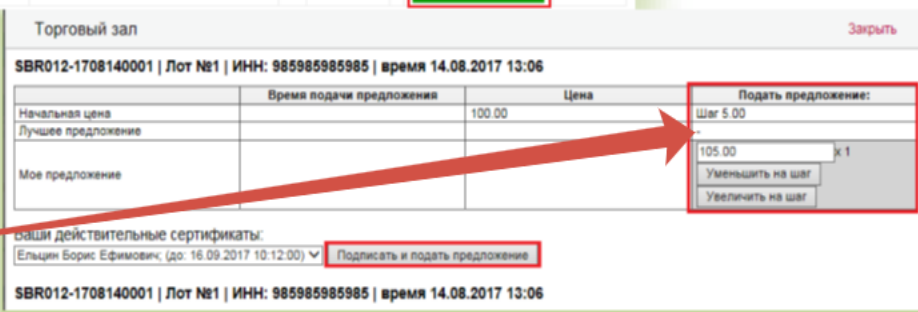 Торговый зал Закрыть
SBR012-1708140001 | Лот №1 | ИНН: 985985985985 | время 14.08.2017 13:06
Время подачи предложения Цена Подать предложение:
Начальная цена 100.00 Шаг 5.00
Лучшее предложение -
105.00 x 1
Мое предложение Уменьшить на шаг
Увеличить на шаг
Ваши действительные сертификаты:
Ельцин Борис Ефимович; (до: 16.09.2017 10:12:00) Подписать и подать предложение
SBR012-1708140001 | Лот №1 | ИНН: 985985985985 | время 14.08.2017 13:06